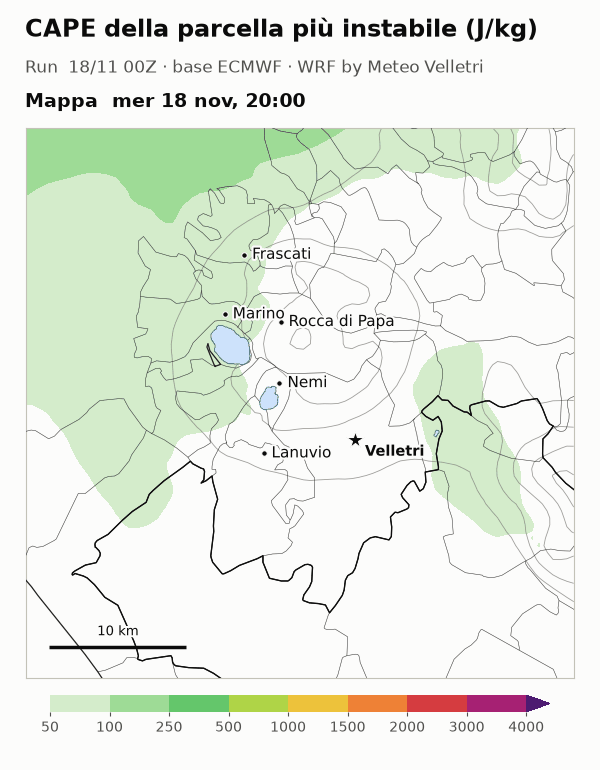 CAPE della parcella più instabile (J/kg)
Run  18/11 00Z · base ECMWF · WRF by Meteo Velletri
Mappa  mer 18 nov, 20:00
Frascati
Marino
Rocca di Papa
Nemi
Velletri
Lanuvio
10 km
50 100 250 500 1000 1500 2000 3000 4000